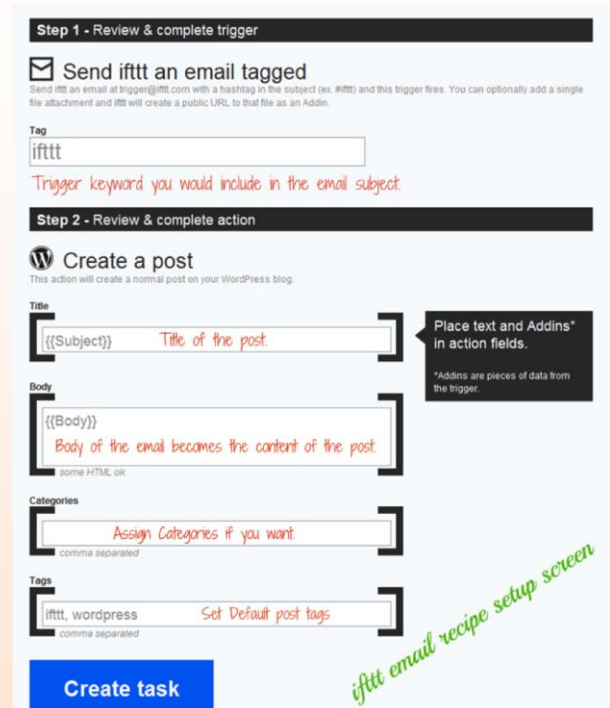 Step 1 - Review & complete trigger
Send ifttt an email tagged
Send ifttt an email at trigger@ifttt.com with a hashtag in the subject (ex. #ifttt) and this trigger fires. You can optionally add a single
file attachment and ifttt will create a public URL to that file as an Addin.
Tag
ifttt
Trigger keyword you would include in the email subject.
Step 2 - Review & complete action
Create a post
This action will create a normal post on your WordPress blog.
Title
{{Subject}} Title of the post.
Place text and Addins*
in action fields.
*Addins are pieces of data from
the trigger.
Body
{{Body}}
Body of the email becomes the content of the post.
some HTML ok
Categories
Assign Categories if you want.
comma separated
Tags
ifttt, wordpress Set Default post tags
comma separated
ifttt email recipe setup screen
Create task